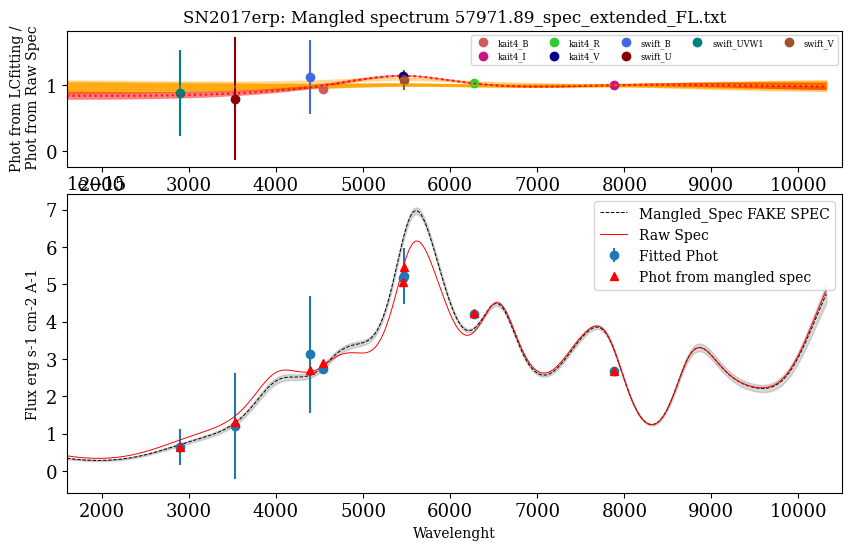 SN2017erp: Mangled spectrum 57971.89_spec_extended_FL.txt
Phot from LCfitting /
Phot from Raw Spec
1
0
kait4_B kait4_R swift_B swift_UVW1 swift_V
kait4_I kait4_V swift_U
2000 3000 4000 5000 6000 7000 8000 9000 10000
Flux erg s-1 cm-2 A-1
7
6
5
4
3
2
1
0
Mangled_Spec FAKE SPEC
Raw Spec
Fitted Phot
Phot from mangled spec
2000 3000 4000 5000 6000 7000 8000 9000 10000
Wavelenght